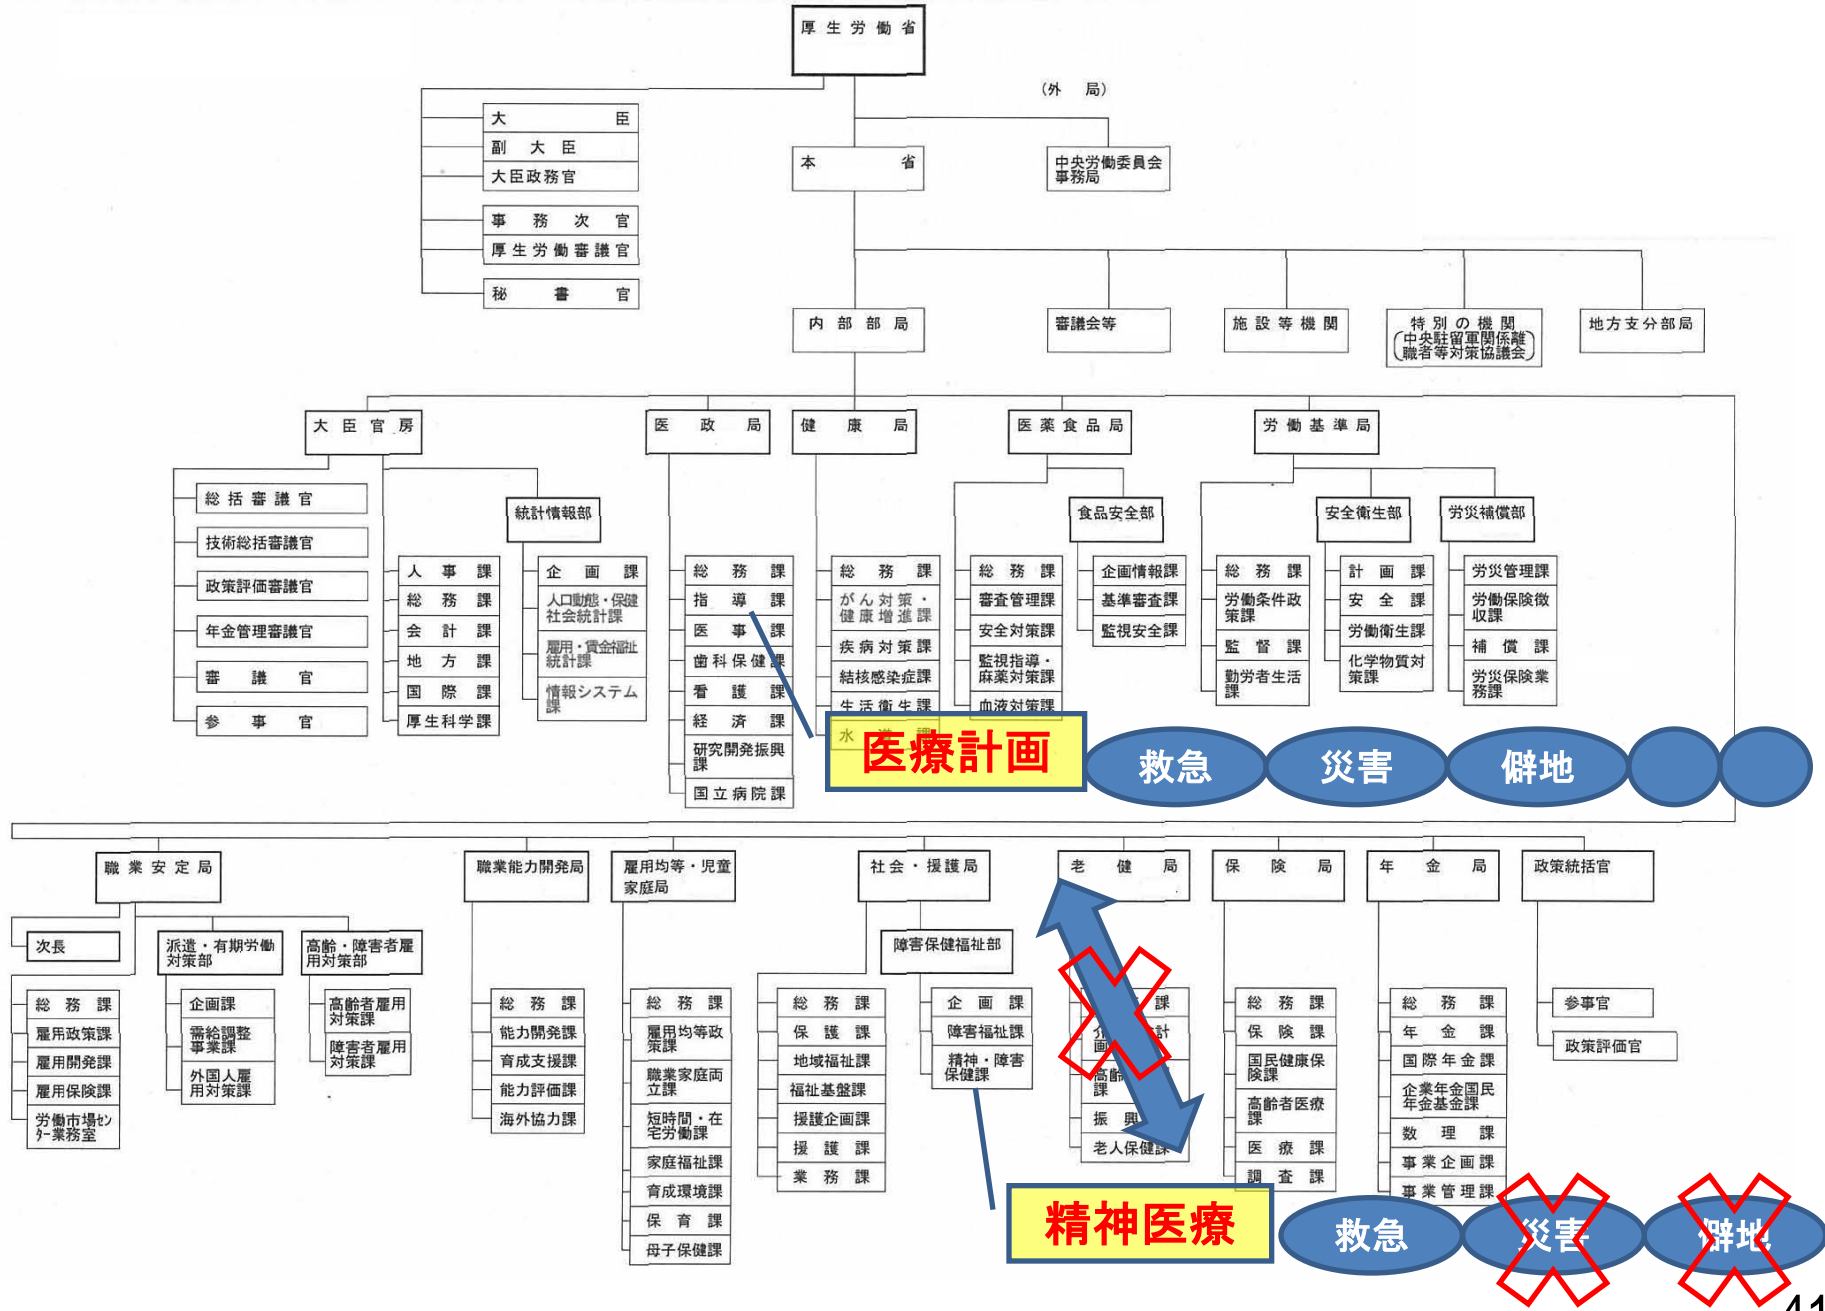 厚生労働省
(外 局)
大臣
副大臣
大臣政務官
事務次官
厚生労働審議官
秘書官
本省
中央労働委員会
事務局
内部部局
審議会等
施設等機関
特別の機関
(中央駐留軍関係離
職者等対策協議会)
地方支分部局
大臣官房
医政局
健康局
医薬食品局
労働基準局
総括審議官
技術総括審議官
政策評価審議官
年金管理審議官
審議官
参事官
人事課
総務課
会計課
地方課
国際課
厚生科学課
統計情報部
企画課
人口動態・保健
社会統計課
雇用・賃金福祉
統計課
情報システム
課
総務課
指導課
医事課
歯科保健課
看護課
経済課
研究開発振興
課
国立病院課
総務課
がん対策・
健康増進課
疾病対策課
結核感染症課
生活衛生課
水道課
総務課
審査管理課
安全対策課
監視指導・
麻薬対策課
血液対策課
食品安全部
企画情報課
基準審査課
監視安全課
総務課
労働条件政
策課
監督課
勤労者生活
課
安全衛生部
計画課
安全課
労働衛生課
化学物質対
策課
労災補償部
労災管理課
労働保険徴
収課
補償課
労災保険業
務課
医療計画
救急
災害
僻地
職業安定局
職業能力開発局
雇用均等・児童
家庭局
社会・援護局
老健局
保険局
年金局
政策統括官
次長
総務課
雇用政策課
雇用開発課
雇用保険課
労働市場セン
ター業務室
派遣・有期労働
対策部
企画課
需給調整
事業課
外国人雇
用対策課
高齢・障害者雇
用対策部
高齢者雇用
対策課
障害者雇用
対策課
総務課
能力開発課
育成支援課
能力評価課
海外協力課
総務課
雇用均等政
策課
職業家庭両
立課
短時間・在
宅労働課
家庭福祉課
育成環境課
保育課
母子保健課
総務課
保護課
地域福祉課
福祉基盤課
援護企画課
援護課
業務課
障害保健福祉部
企画課
障害福祉課
精神・障害
保健課
課
介 計
画
高齢
課
振興
老人保健課
総務課
保険課
国民健康保
険課
高齢者医療
課
医療課
調査課
総務課
年金課
国際年金課
企業年金国民
年金基金課
数理課
事業企画課
事業管理課
参事官
政策評価官
精神医療
救急
災害
僻地
41